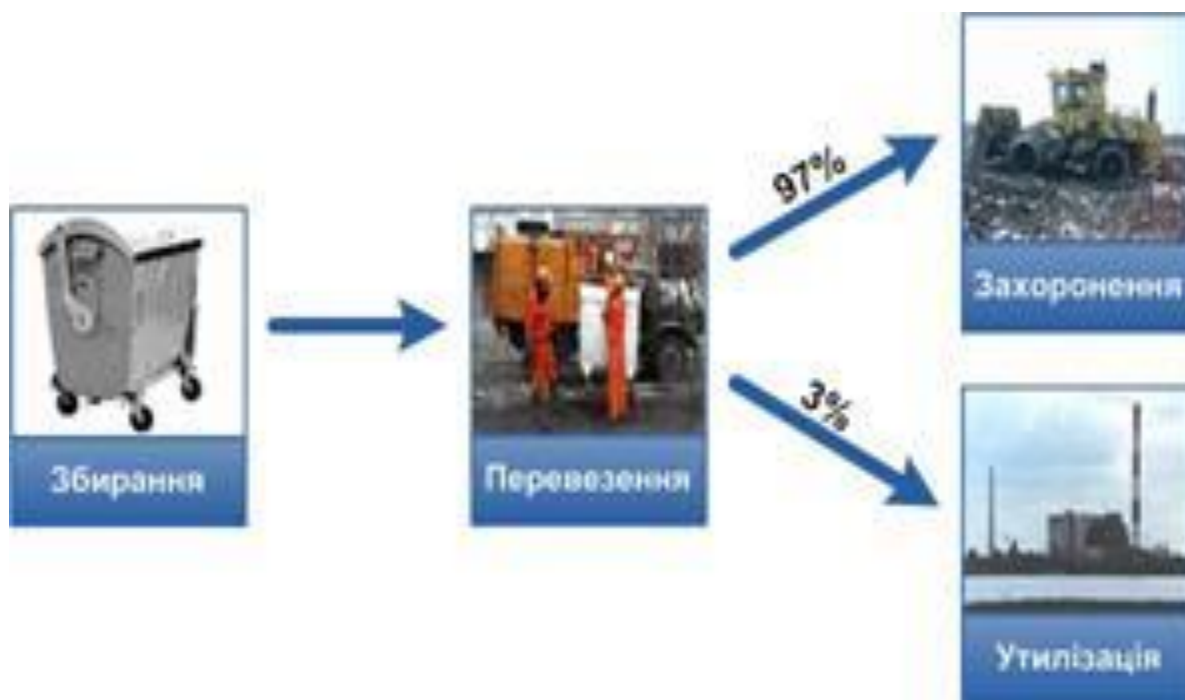 Збирання
Перевезення
97%
Захоронення
3%
Утилізація